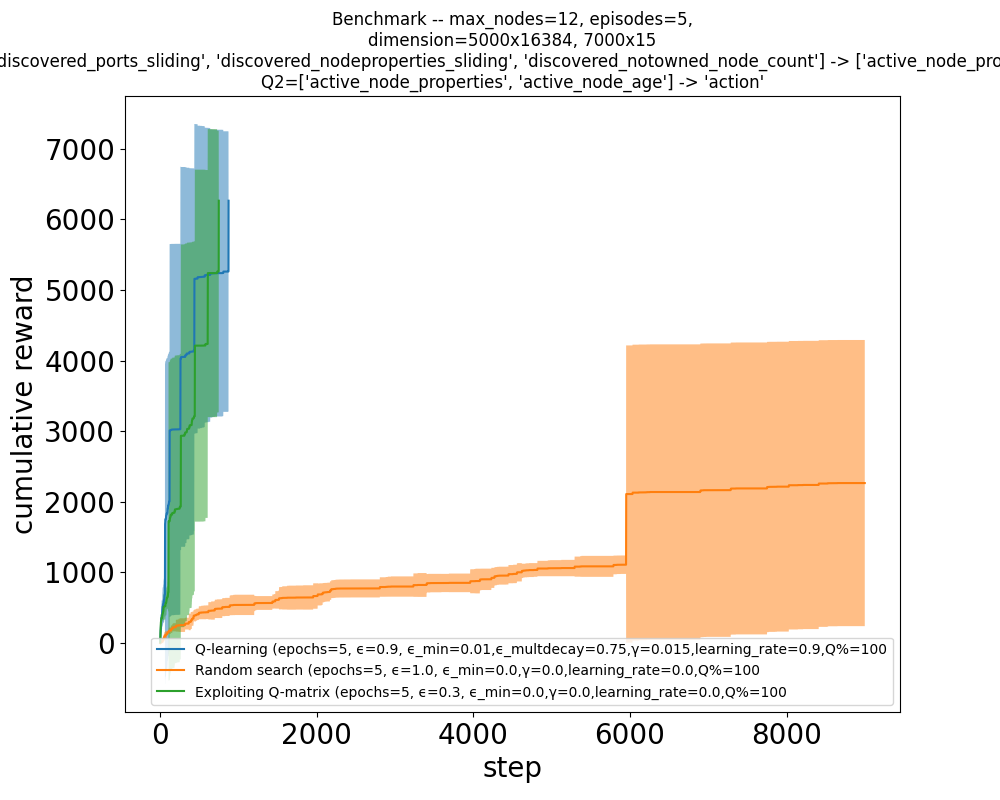 Benchmark -- max_nodes=12, episodes=5,
dimension=5000x16384, 7000x15
discovered_ports_sliding', 'discovered_nodeproperties_sliding', 'discovered_notowned_node_count'] -> ['active_node_pro
Q2=['active_node_properties', 'active_node_age'] -> 'action'
cumulative reward
7000
6000
5000
4000
3000
2000
1000
0
Q-learning (epochs=5, ϵ=0.9, ϵ_min=0.01,ϵ_multdecay=0.75,γ=0.015,learning_rate=0.9,Q%=100
Random search (epochs=5, ϵ=1.0, ϵ_min=0.0,γ=0.0,learning_rate=0.0,Q%=100
Exploiting Q-matrix (epochs=5, ϵ=0.3, ϵ_min=0.0,γ=0.0,learning_rate=0.0,Q%=100
0 2000 4000 6000 8000
step